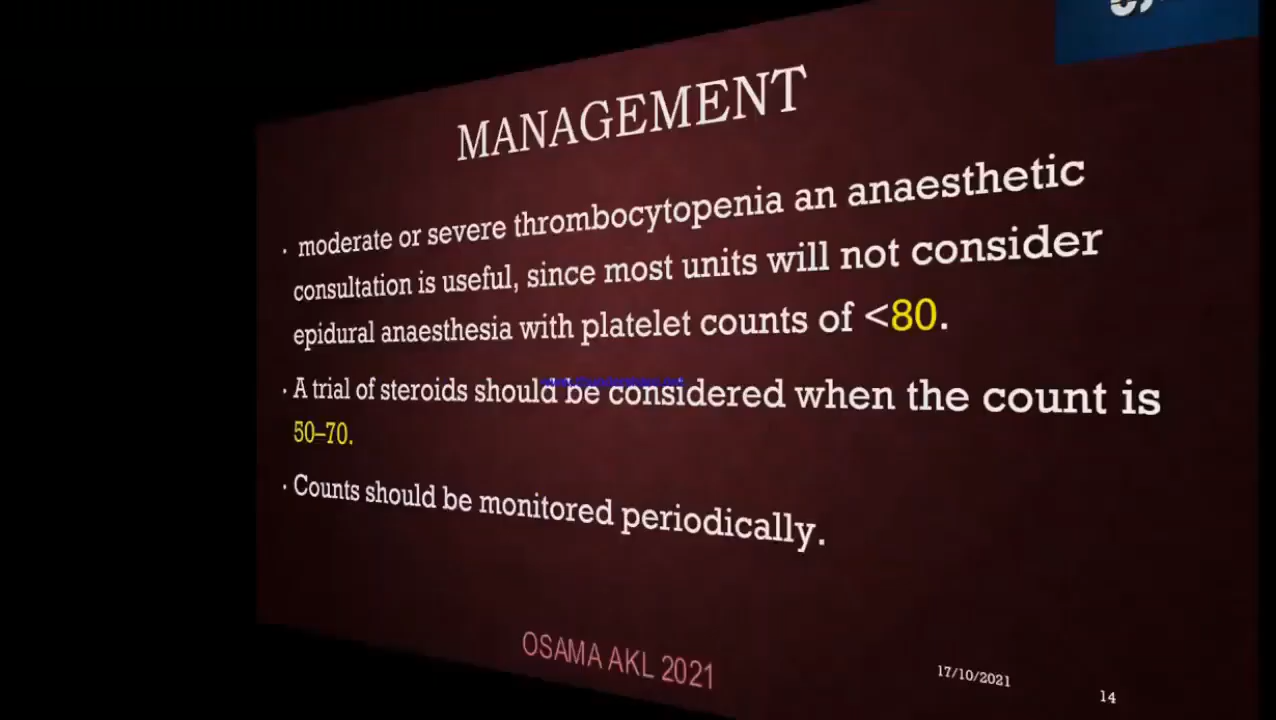 MANAGEMENT
· moderate or severe thrombocytopenia an anaesthetic
consultation is useful, since most units will not consider
epidural anaesthesia with platelet counts of <80.
· A trial of steroids should be considered when the count is
50–70.
· Counts should be monitored periodically.
OSAMA AKL 2021
17/10/2021
14